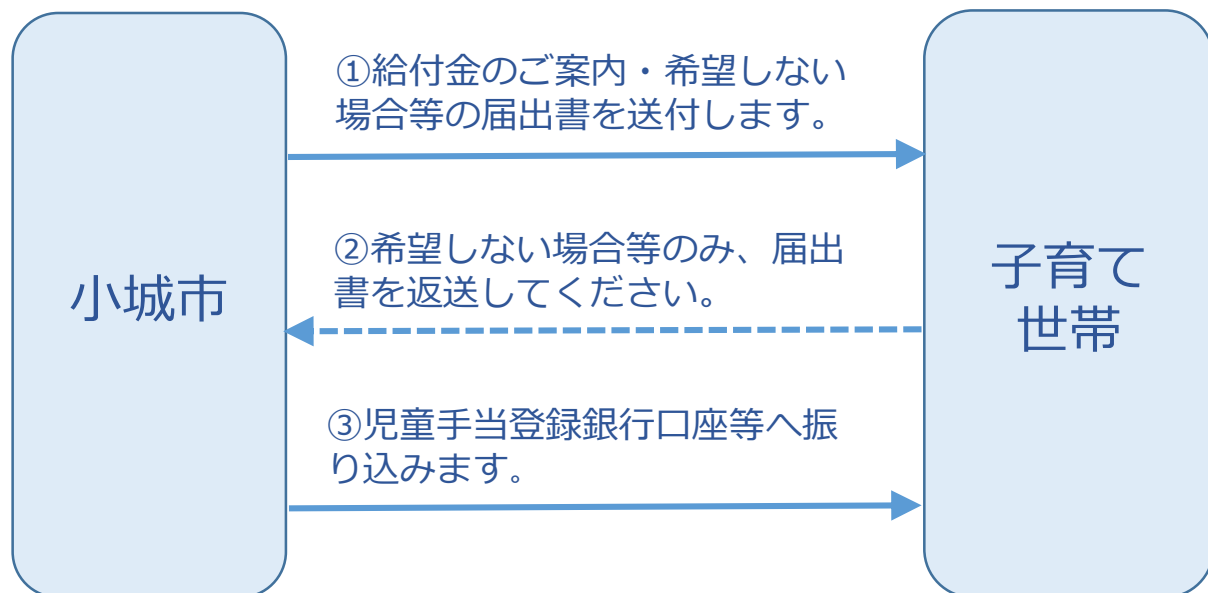 小城市
①給付金のご案内・希望しない
場合等の届出書を送付します。
②希望しない場合等のみ、届出
書を返送してください。
③児童手当登録銀行口座等へ振
り込みます。
子育て
世帯